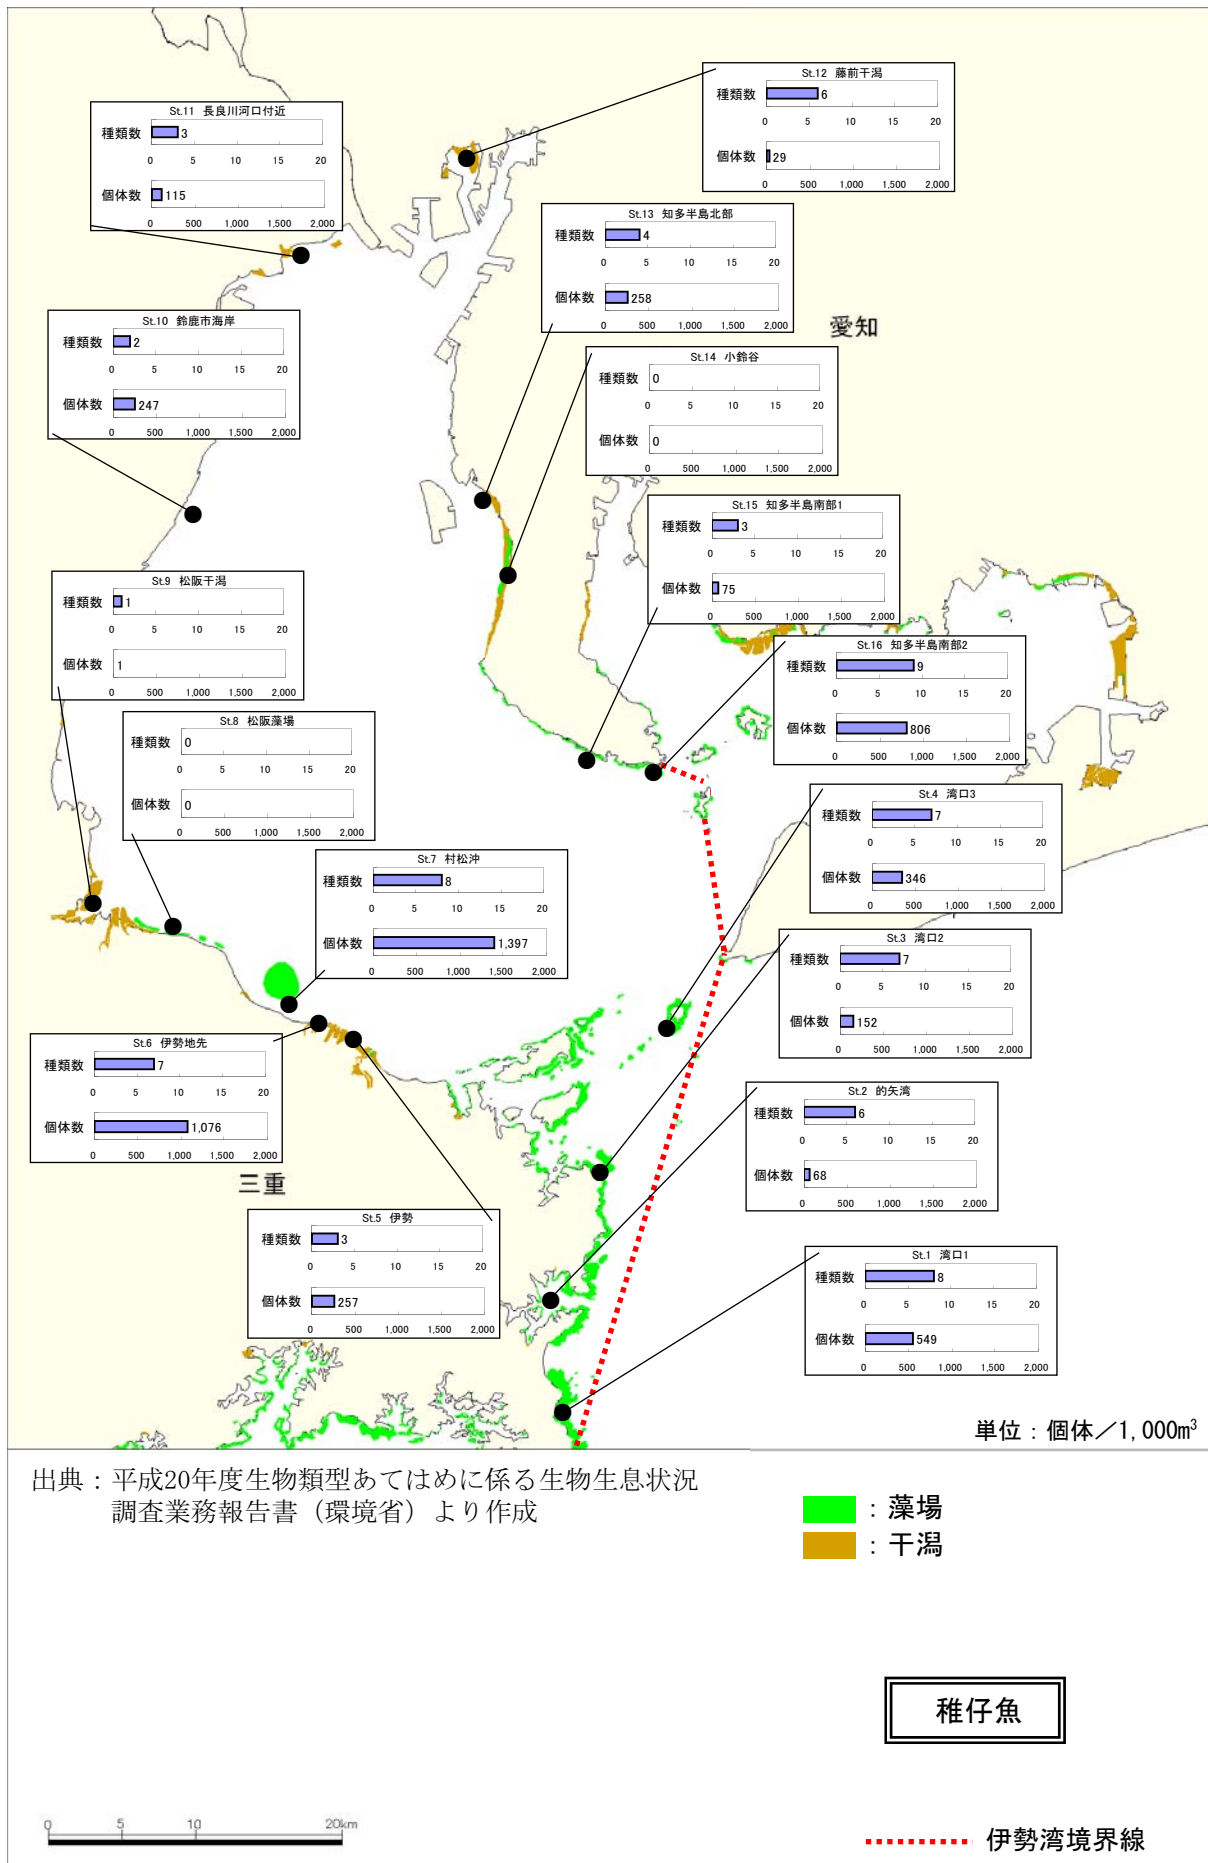 St.12 藤前干潟
種類数 6
0 5 10 15 20
個体数 29
0 500 1,000 1,500 2,000
St.11 長良川河口付近
種類数 3
0 5 10 15 20
個体数 115
0 500 1,000 1,500 2,000
St.13 知多半島北部
種類数 4
0 5 10 15 20
個体数 258
0 500 1,000 1,500 2,000
愛知
St.10 鈴鹿市海岸
種類数 2
0 5 10 15 20
個体数 247
0 500 1,000 1,500 2,000
St.14 小鈴谷
種類数 0
0 5 10 15 20
個体数 0
0 500 1,000 1,500 2,000
St.15 知多半島南部1
種類数 3
0 5 10 15 20
個体数 75
0 500 1,000 1,500 2,000
St.9 松阪干潟
種類数 1
0 5 10 15 20
個体数 1
0 500 1,000 1,500 2,000
St.16 知多半島南部2
種類数 9
0 5 10 15 20
個体数 806
0 500 1,000 1,500 2,000
St.8 松阪藻場
種類数 0
0 5 10 15 20
個体数 0
0 500 1,000 1,500 2,000
St.4 湾口3
種類数 7
0 5 10 15 20
個体数 346
0 500 1,000 1,500 2,000
St.7 村松沖
種類数 8
0 5 10 15 20
個体数 1,397
0 500 1,000 1,500 2,000
St.3 湾口2
種類数 7
0 5 10 15 20
個体数 152
0 500 1,000 1,500 2,000
St.6 伊勢地先
種類数 7
0 5 10 15 20
個体数 1,076
0 500 1,000 1,500 2,000
三重
St.2 的矢湾
種類数 6
0 5 10 15 20
個体数 68
0 500 1,000 1,500 2,000
St.5 伊勢
種類数 3
0 5 10 15 20
個体数 257
0 500 1,000 1,500 2,000
St.1 湾口1
種類数 8
0 5 10 15 20
個体数 549
0 500 1,000 1,500 2,000
単位：個体／1,000m³
出典：平成20年度生物類型あてはめに係る生物生息状況
調査業務報告書（環境省）より作成
：藻場
：干潟
稚仔魚
0 5 10 20km
伊勢湾境界線